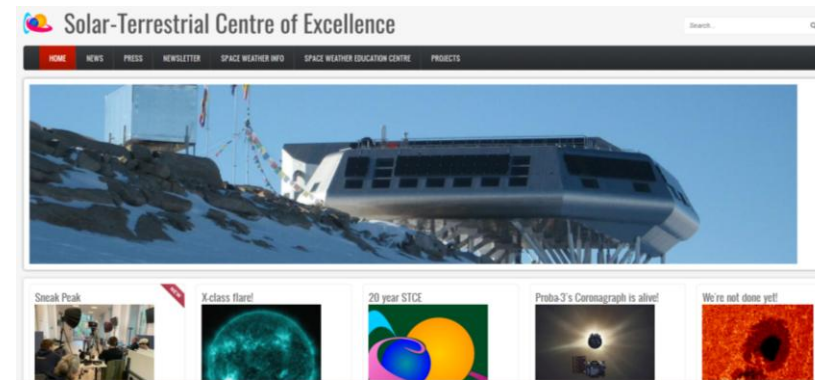 Solar-Terrestrial Centre of Excellence
Search...
HOME NEWS PRESS NEWSLETTER SPACE WEATHER INFO SPACE WEATHER EDUCATION CENTRE PROJECTS
Sneak Peak
NEW
X-class flare!
20 year STCE
Proba-3's Coronagraph is alive!
We're not done yet!